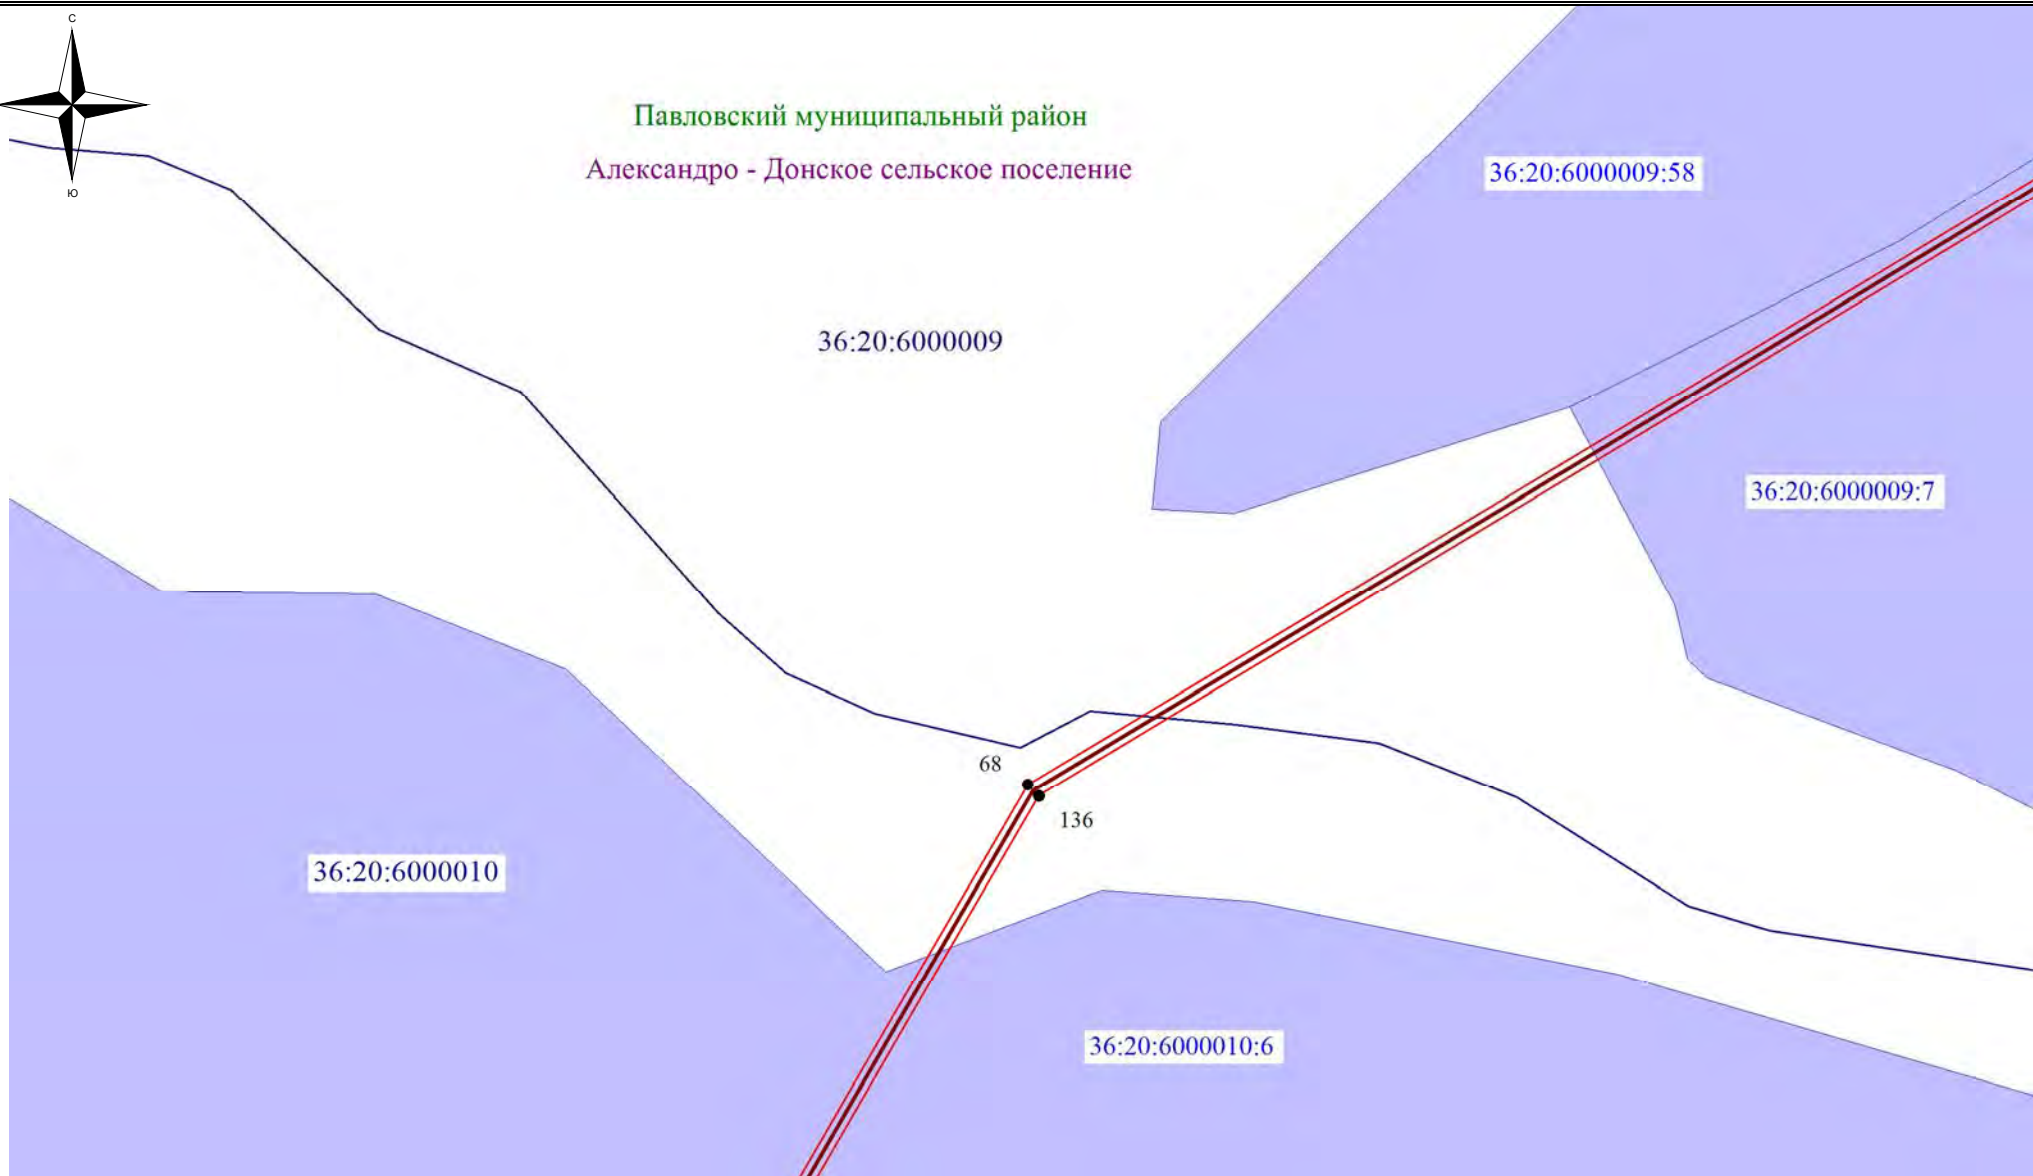 С
Ю
Павловский муниципальный район
Александро - Донское сельское поселение
36:20:6000009:58
36:20:6000009
36:20:6000009:7
68
136
36:20:6000010
36:20:6000010:6